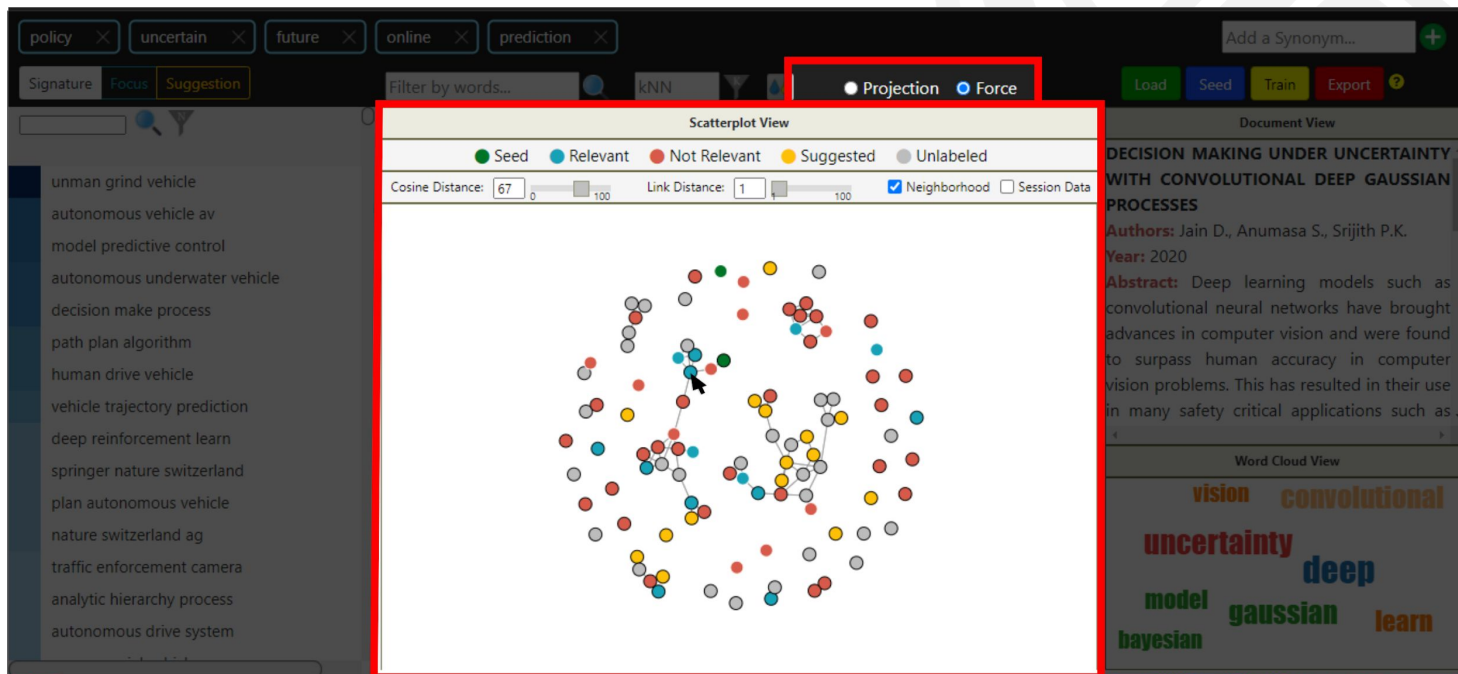 policy × uncertain × future × online × prediction × Add a Synonym...
Signature Focus Suggestion Filter by words... kNN Projection Force Load Seed Train Export ?
Scatterplot View
Seed Relevant Not Relevant Suggested Unlabeled
Cosine Distance: 67 0 100 Link Distance: 1 1 100 Neighborhood Session Data
unman grind vehicle
autonomous vehicle av
model predictive control
autonomous underwater vehicle
decision make process
path plan algorithm
human drive vehicle
vehicle trajectory prediction
deep reinforcement learn
springer nature switzerland
plan autonomous vehicle
nature switzerland ag
traffic enforcement camera
analytic hierarchy process
autonomous drive system
Document View
DECISION MAKING UNDER UNCERTAINTY
WITH CONVOLUTIONAL DEEP GAUSSIAN
PROCESSES
Authors: Jain D., Anumasa S., Srijith P.K.
Year: 2020
Abstract: Deep learning models such as
convolutional neural networks have brought
advances in computer vision and were found
to surpass human accuracy in computer
vision problems. This has resulted in their use
in many safety critical applications such as
Word Cloud View
vision convolutional
uncertainty
deep
model gaussian learn
bayesian